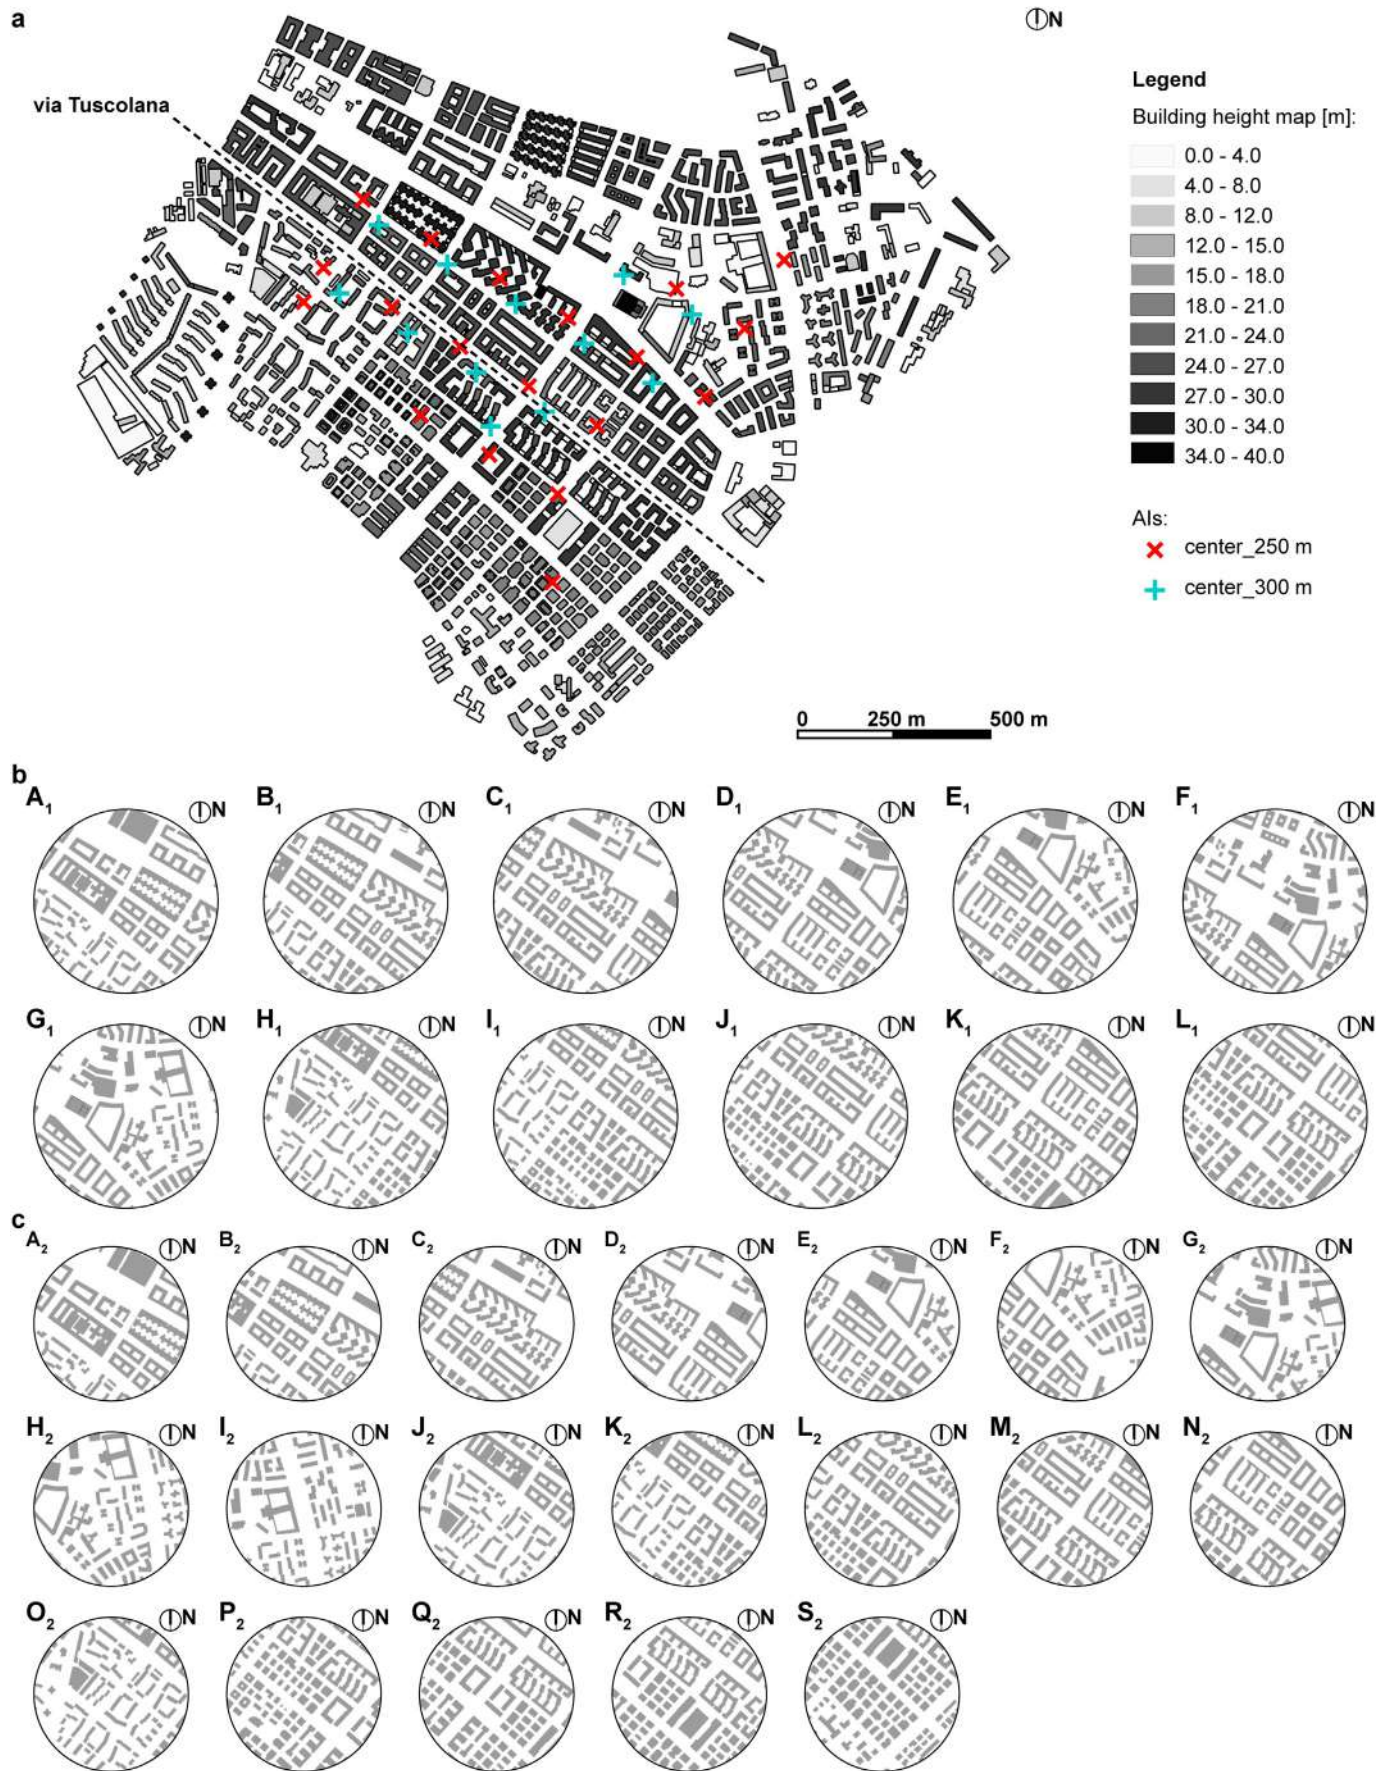 a
N
via Tuscolana
Legend
Building height map [m]:
0.0 - 4.0
4.0 - 8.0
8.0 - 12.0
12.0 - 15.0
15.0 - 18.0
18.0 - 21.0
21.0 - 24.0
24.0 - 27.0
27.0 - 30.0
30.0 - 34.0
34.0 - 40.0
AIs:
center_250 m
center_300 m
0 250 m 500 m
b
A1 N B1 N C1 N D1 N E1 N F1 N
G1 N H1 N I1 N J1 N K1 N L1 N
c
A2 N B2 N C2 N D2 N E2 N F2 N G2 N
H2 N I2 N J2 N K2 N L2 N M2 N N2 N
O2 N P2 N Q2 N R2 N S2 N